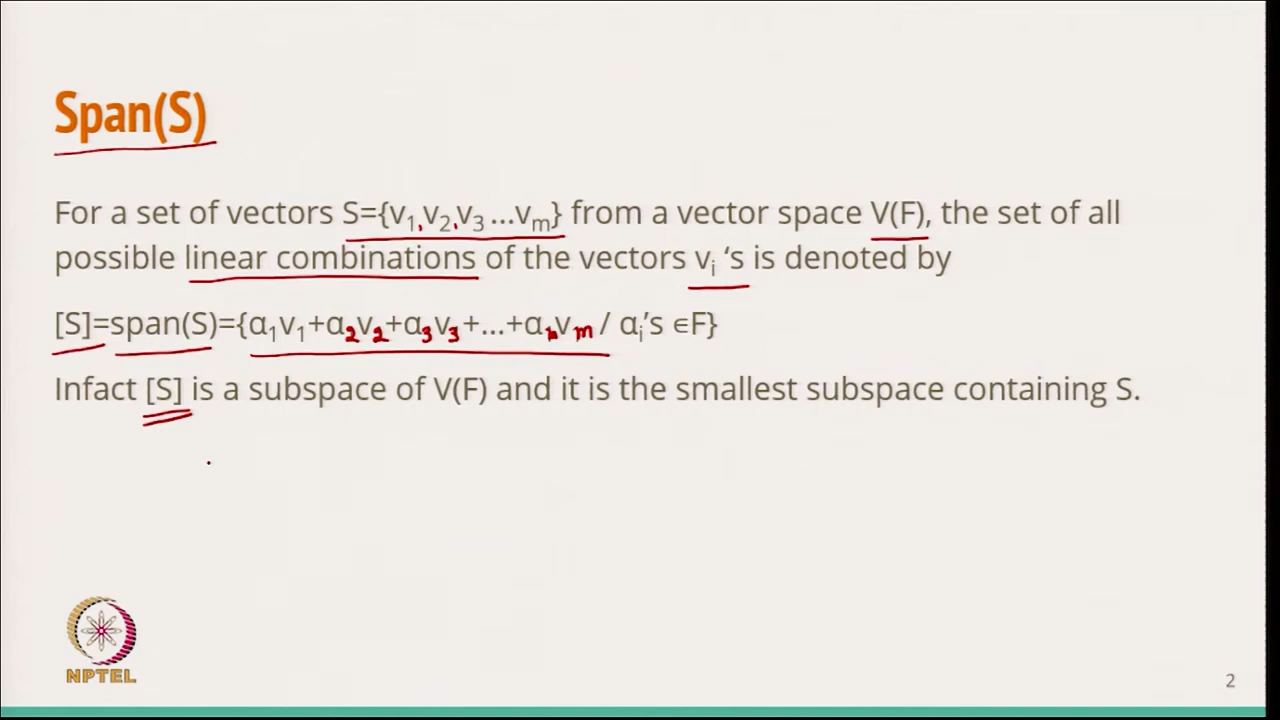 Span(S)
For a set of vectors S={v₁,v₂,v₃...vₘ} from a vector space V(F), the set of all
possible linear combinations of the vectors vᵢ ‘s is denoted by
[S]=span(S)={α₁v₁+α₂v₂+α₃v₃+...+αₙvₘ / αᵢ’s ∊F}
Infact [S] is a subspace of V(F) and it is the smallest subspace containing S.
NPTEL
2